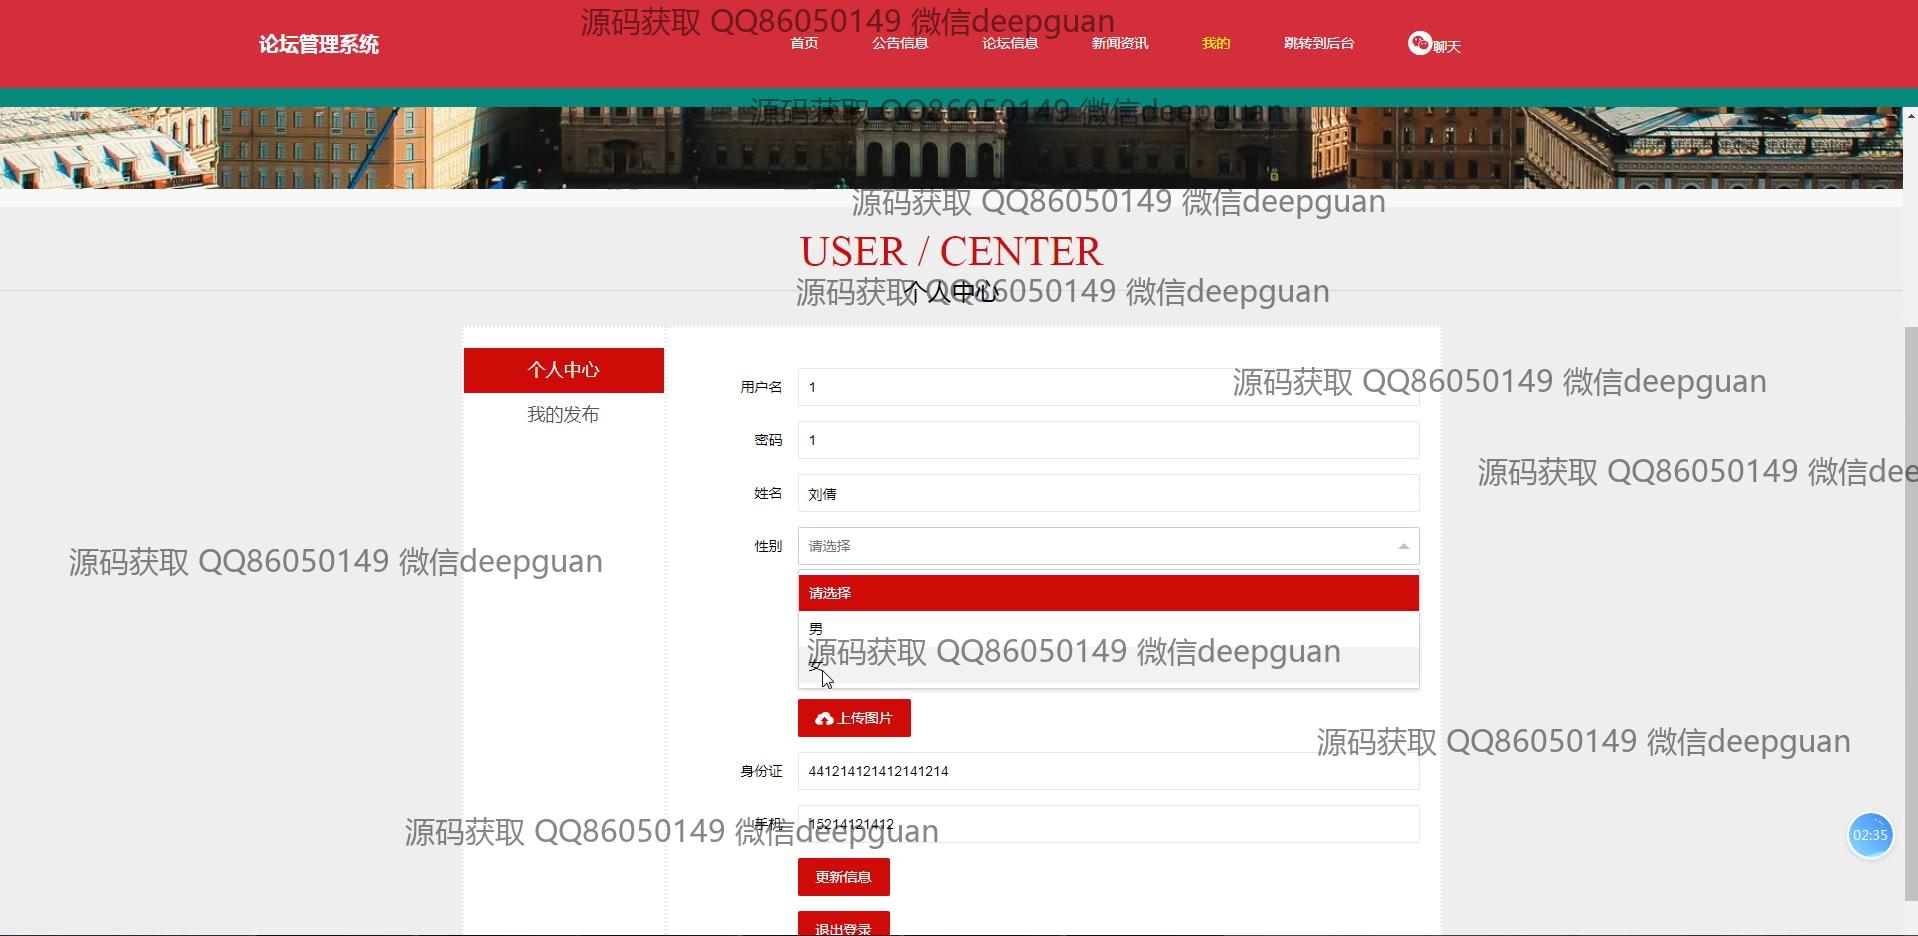 源码获取 QQ86050149 微信deepguan
论坛管理系统 首页 公告信息 论坛信息 新闻资讯 我的 跳转到后台 聊天
源码获取 QQ86050149 微信deepguan
源码获取 QQ86050149 微信deepguan
USER / CENTER
源码获取 QQ86050149 微信deepguan
个人中心
个人中心
我的发布
用户名 1
源码获取 QQ86050149 微信deepguan
密码 1
源码获取 QQ86050149 微信dee
姓名 刘倩
性别 请选择
源码获取 QQ86050149 微信deepguan
请选择
男
源码获取 QQ86050149 微信deepguan
女
上传图片
源码获取 QQ86050149 微信deepguan
身份证 441214121412141214
手机 15214121412
源码获取 QQ86050149 微信deepguan
02:35
更新信息
退出登录